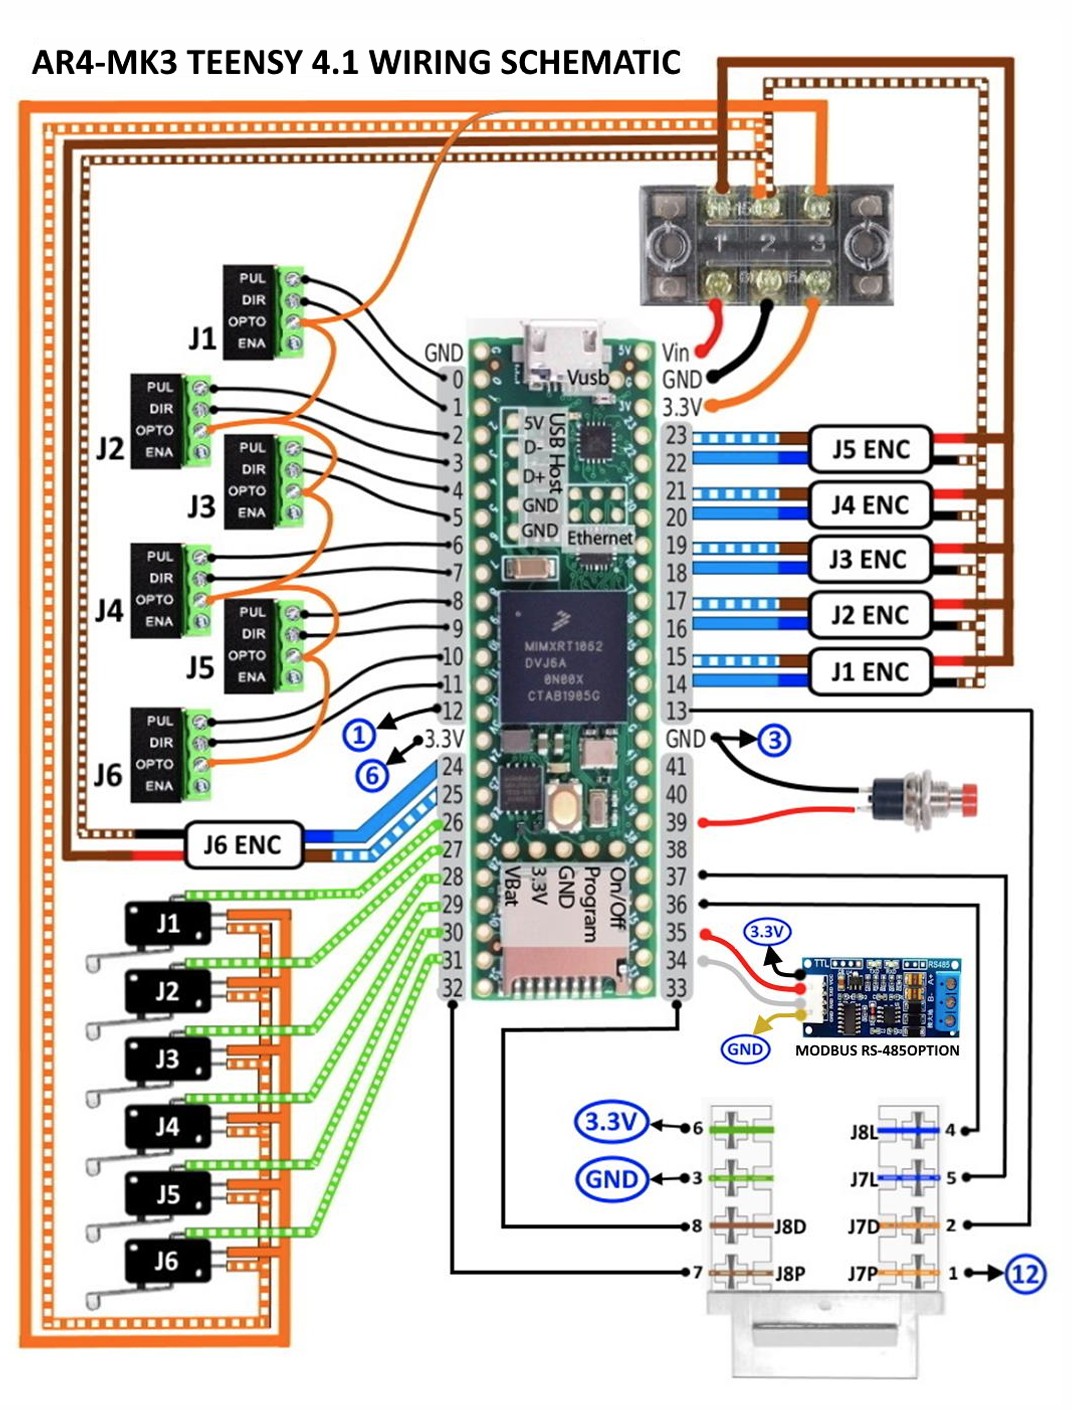 AR4-MK3 TEENSY 4.1 WIRING SCHEMATIC
1 2 3
J1
PUL
DIR
OPTO
ENA
J2
PUL
DIR
OPTO
ENA
J3
PUL
DIR
OPTO
ENA
J4
PUL
DIR
OPTO
ENA
J5
PUL
DIR
OPTO
ENA
J6
PUL
DIR
OPTO
ENA
GND
0
1
2
3
4
5
6
7
8
9
10
11
12
3.3V
24
25
26
27
28
29
30
31
32
1
6
Vusb
5V
D-
D+
GND
GND
USB Host
Ethernet
MIMXRT1062
DVJ6A
0N00X
CTAB1905G
VBat
3.3V
GND
Program
On/Off
Vin
GND
3.3V
23
22
21
20
19
18
17
16
15
14
13
GND
41
40
39
38
37
36
35
34
33
J5 ENC
J4 ENC
J3 ENC
J2 ENC
J1 ENC
3
J6 ENC
J1
J2
J3
J4
J5
J6
3.3V
GND
TTL
RS485
A+
B-
MODBUS RS-485OPTION
3.3V 6
GND 3
8 J8D
7 J8P
J8L 4
J7L 5
J7D 2
J7P 1 12